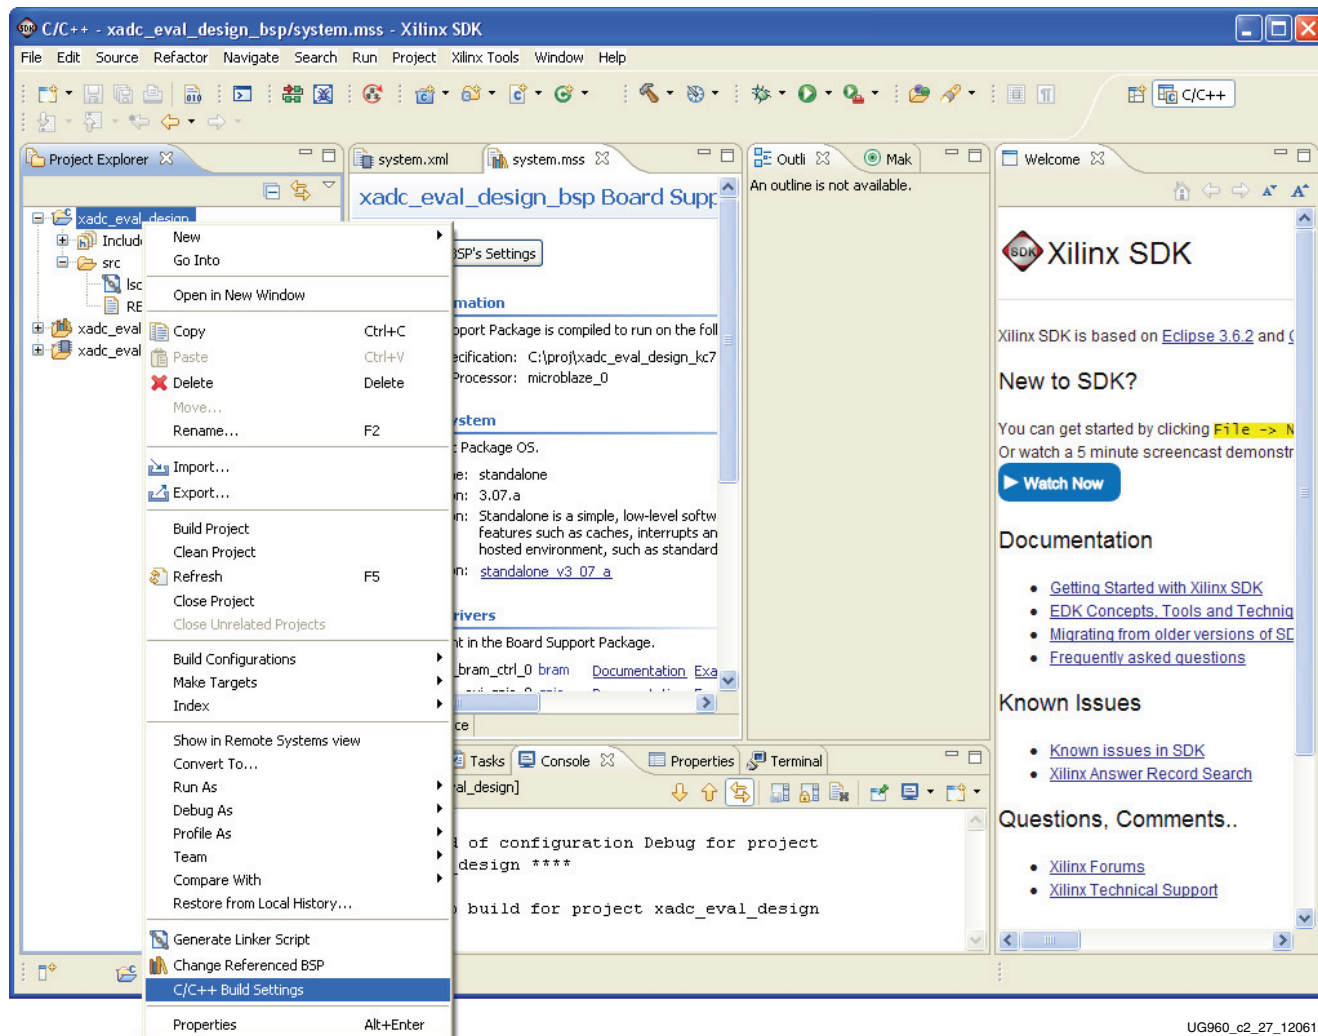 C/C++ - xadc_eval_design_bsp/system.mss - Xilinx SDK
File Edit Source Refactor Navigate Search Run Project Xilinx Tools Window Help
C/C++
Project Explorer
xadc_eval_design
Includ
src
lsc
RE
xadc_eval
xadc_eval
New
Go Into
Open in New Window
Copy Ctrl+C
Paste Ctrl+V
Delete Delete
Move...
Rename... F2
Import...
Export...
Build Project
Clean Project
Refresh F5
Close Project
Close Unrelated Projects
Build Configurations
Make Targets
Index
Show in Remote Systems view
Convert To...
Run As
Debug As
Profile As
Team
Compare With
Restore from Local History...
Generate Linker Script
Change Referenced BSP
C/C++ Build Settings
Properties Alt+Enter
system.xml system.mss
xadc_eval_design_bsp Board Supp
BSP's Settings
mation
pport Package is compiled to run on the foll
ecification: C:\proj\xadc_eval_design_kc7
Processor: microblaze_0
ystem
t Package OS.
e: standalone
n: 3.07.a
n: Standalone is a simple, low-level softw
features such as caches, interrupts an
hosted environment, such as standard
n: standalone_v3_07_a
rivers
nt in the Board Support Package.
_bram_ctrl_0 bram Documentation Exa
ce
Outli Mak
An outline is not available.
Tasks Console Properties Terminal
al_design]
of configuration Debug for project
_design ****
build for project xadc_eval_design
Welcome
SDK Xilinx SDK
Xilinx SDK is based on Eclipse 3.6.2 and
New to SDK?
You can get started by clicking File -> N
Or watch a 5 minute screencast demonstr
Watch Now
Documentation
Getting Started with Xilinx SDK
EDK Concepts, Tools and Techniq
Migrating from older versions of SD
Frequently asked questions
Known Issues
Known issues in SDK
Xilinx Answer Record Search
Questions, Comments..
Xilinx Forums
Xilinx Technical Support
UG960_c2_27_12061